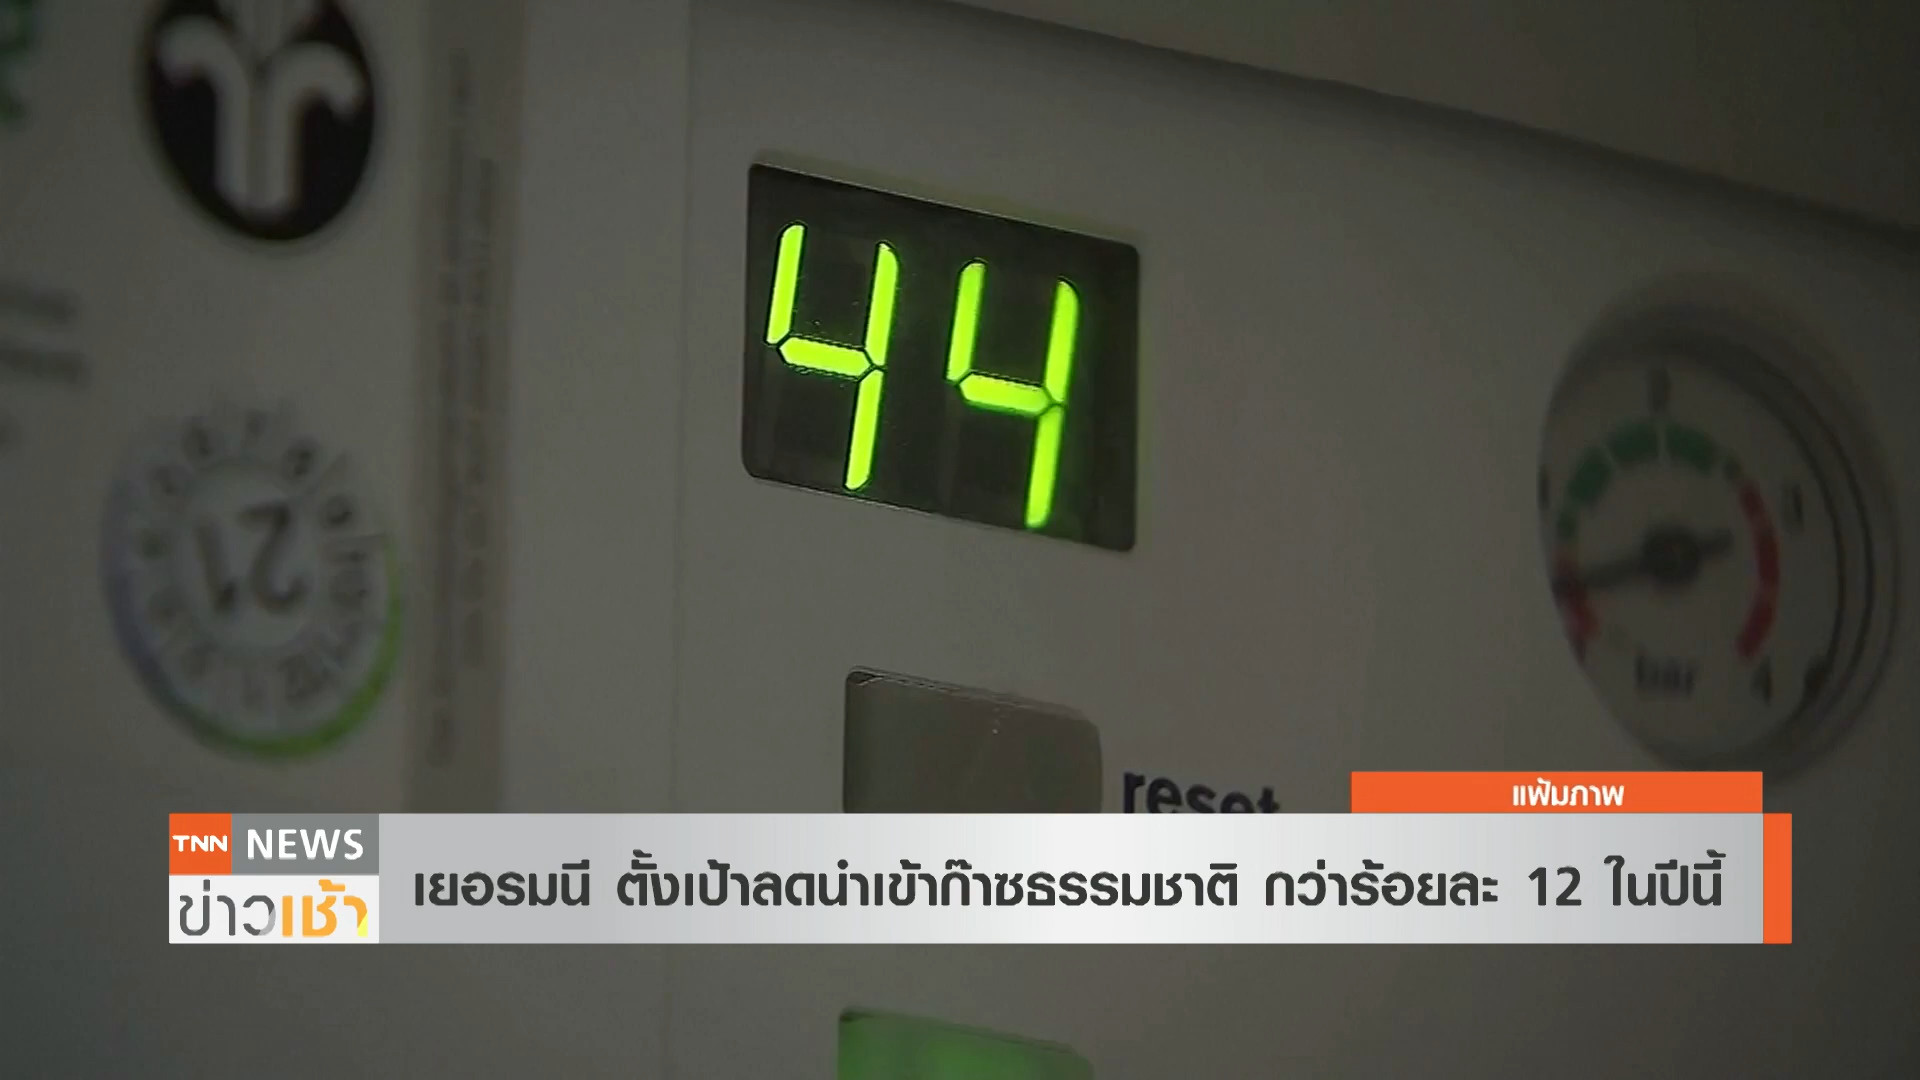 44
21
bar
4
reset
แฟ้มภาพ
TNN NEWS
ข่าวเช้า
เยอรมนี ตั้งเป้าลดนำเข้าก๊าซธรรมชาติ กว่าร้อยละ 12 ในปีนี้